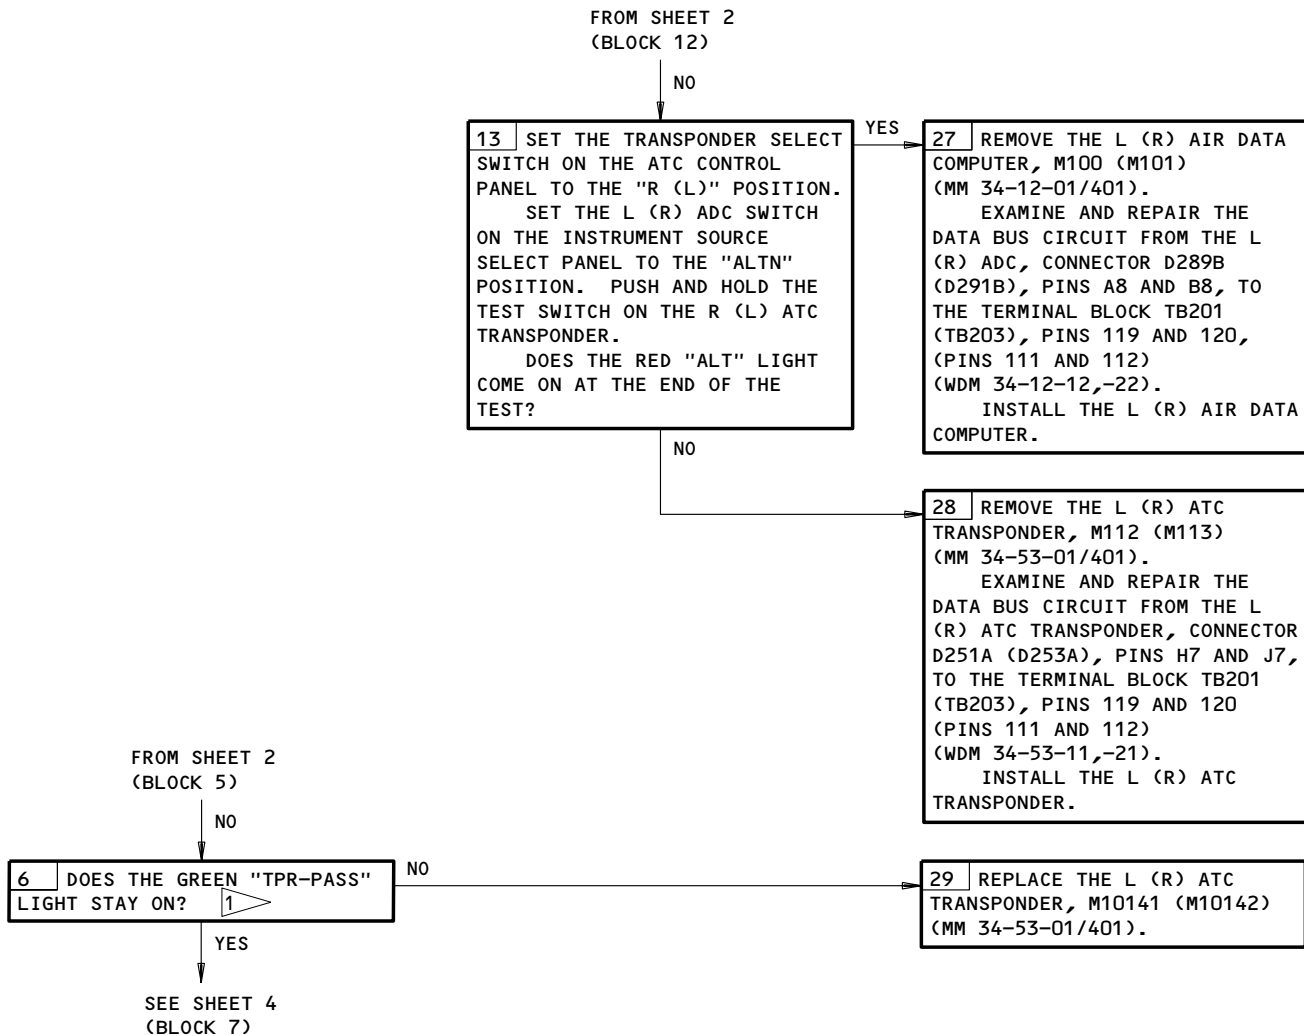 FROM SHEET 2
(BLOCK 12)
NO
13 SET THE TRANSPONDER SELECT
SWITCH ON THE ATC CONTROL
PANEL TO THE "R (L)" POSITION.
SET THE L (R) ADC SWITCH
ON THE INSTRUMENT SOURCE
SELECT PANEL TO THE "ALTN"
POSITION. PUSH AND HOLD THE
TEST SWITCH ON THE R (L) ATC
TRANSPONDER.
DOES THE RED "ALT" LIGHT
COME ON AT THE END OF THE
TEST?
YES
27 REMOVE THE L (R) AIR DATA
COMPUTER, M100 (M101)
(MM 34-12-01/401).
EXAMINE AND REPAIR THE
DATA BUS CIRCUIT FROM THE L
(R) ADC, CONNECTOR D289B
(D291B), PINS A8 AND B8, TO
THE TERMINAL BLOCK TB201
(TB203), PINS 119 AND 120,
(PINS 111 AND 112)
(WDM 34-12-12,-22).
INSTALL THE L (R) AIR DATA
COMPUTER.
NO
28 REMOVE THE L (R) ATC
TRANSPONDER, M112 (M113)
(MM 34-53-01/401).
EXAMINE AND REPAIR THE
DATA BUS CIRCUIT FROM THE L
(R) ATC TRANSPONDER, CONNECTOR
D251A (D253A), PINS H7 AND J7,
TO THE TERMINAL BLOCK TB201
(TB203), PINS 119 AND 120
(PINS 111 AND 112)
(WDM 34-53-11,-21).
INSTALL THE L (R) ATC
TRANSPONDER.
FROM SHEET 2
(BLOCK 5)
NO
6 DOES THE GREEN "TPR-PASS"
LIGHT STAY ON? 1
NO
29 REPLACE THE L (R) ATC
TRANSPONDER, M10141 (M10142)
(MM 34-53-01/401).
YES
SEE SHEET 4
(BLOCK 7)